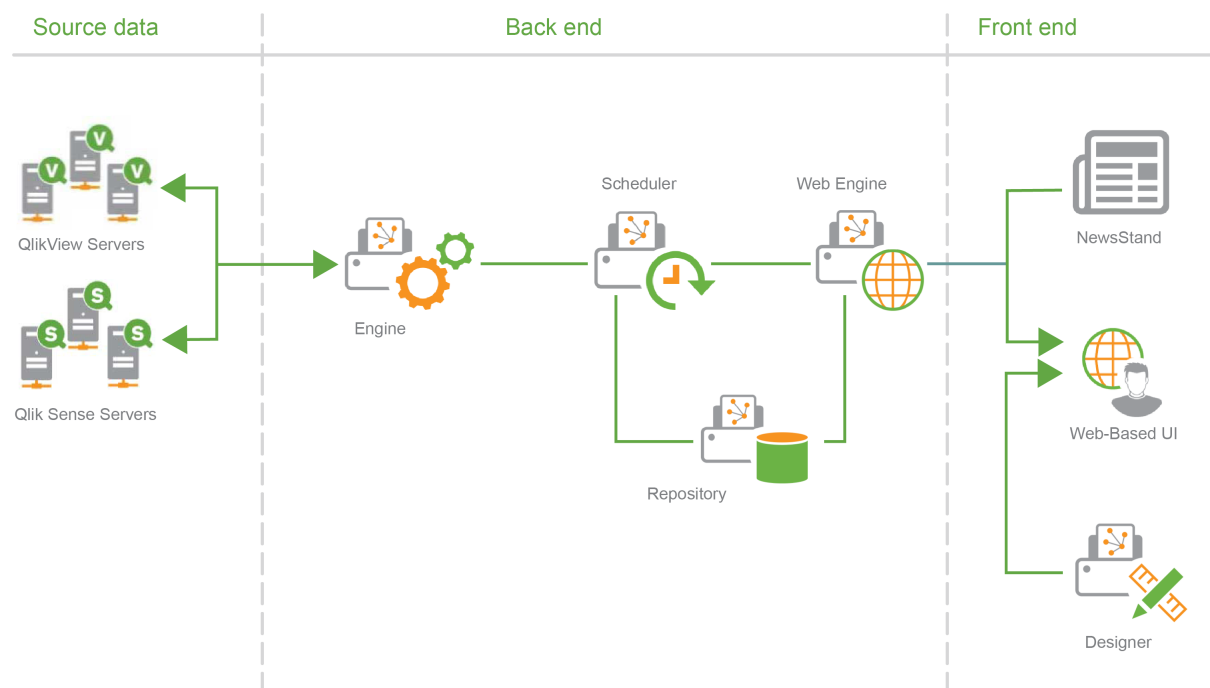 Source data
Back end
Front end
V
V
V
QlikView Servers
S
S
S
Qlik Sense Servers
Engine
Scheduler
Web Engine
Repository
NewsStand
Web-Based UI
Designer